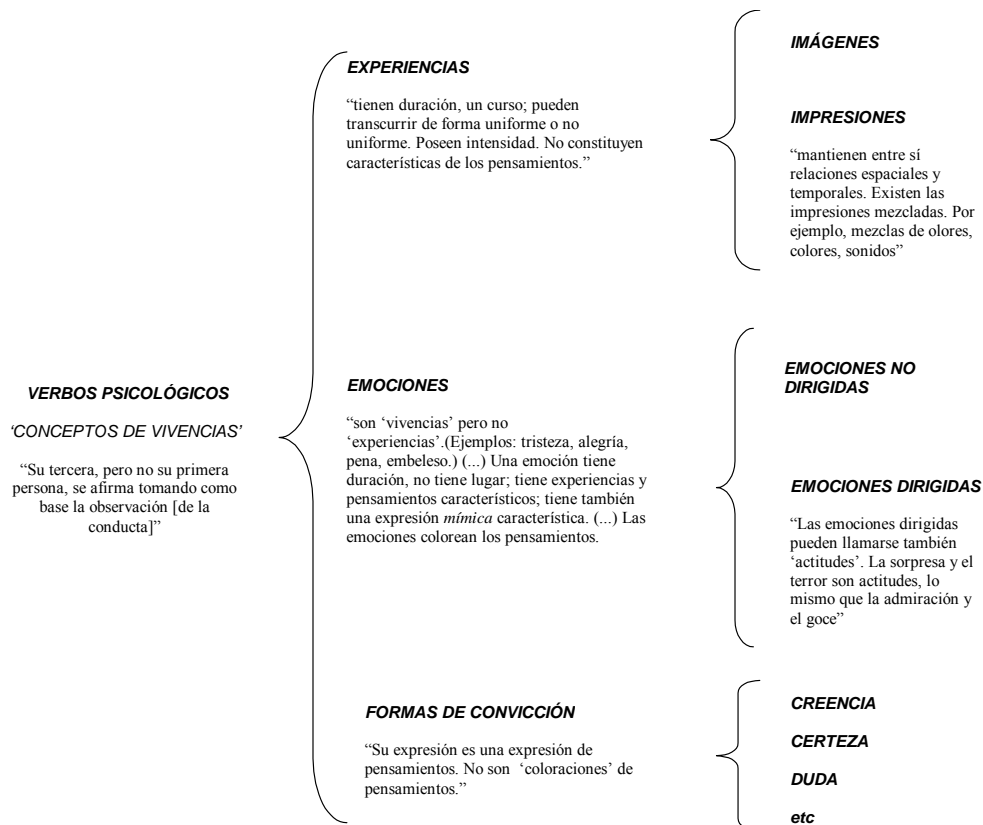 VERBOS PSICOLÓGICOS
‘CONCEPTOS DE VIVENCIAS’
“Su tercera, pero no su primera
persona, se afirma tomando como
base la observación [de la
conducta]”
EXPERIENCIAS
“tienen duración, un curso; pueden
transcurrir de forma uniforme o no
uniforme. Poseen intensidad. No constituyen
características de los pensamientos.”
IMÁGENES
IMPRESIONES
“mantienen entre sí
relaciones espaciales y
temporales. Existen las
impresiones mezcladas. Por
ejemplo, mezclas de olores,
colores, sonidos”
EMOCIONES
“son ‘vivencias’ pero no
‘experiencias’.(Ejemplos: tristeza, alegría,
pena, embeleso.) (...) Una emoción tiene
duración, no tiene lugar; tiene experiencias y
pensamientos característicos; tiene también
una expresión mímica característica. (...) Las
emociones colorean los pensamientos.
EMOCIONES NO
DIRIGIDAS
EMOCIONES DIRIGIDAS
“Las emociones dirigidas
pueden llamarse también
‘actitudes’. La sorpresa y el
terror son actitudes, lo
mismo que la admiración y
el goce”
FORMAS DE CONVICCIÓN
“Su expresión es una expresión de
pensamientos. No son ‘coloraciones’ de
pensamientos.”
CREENCIA
CERTEZA
DUDA
etc